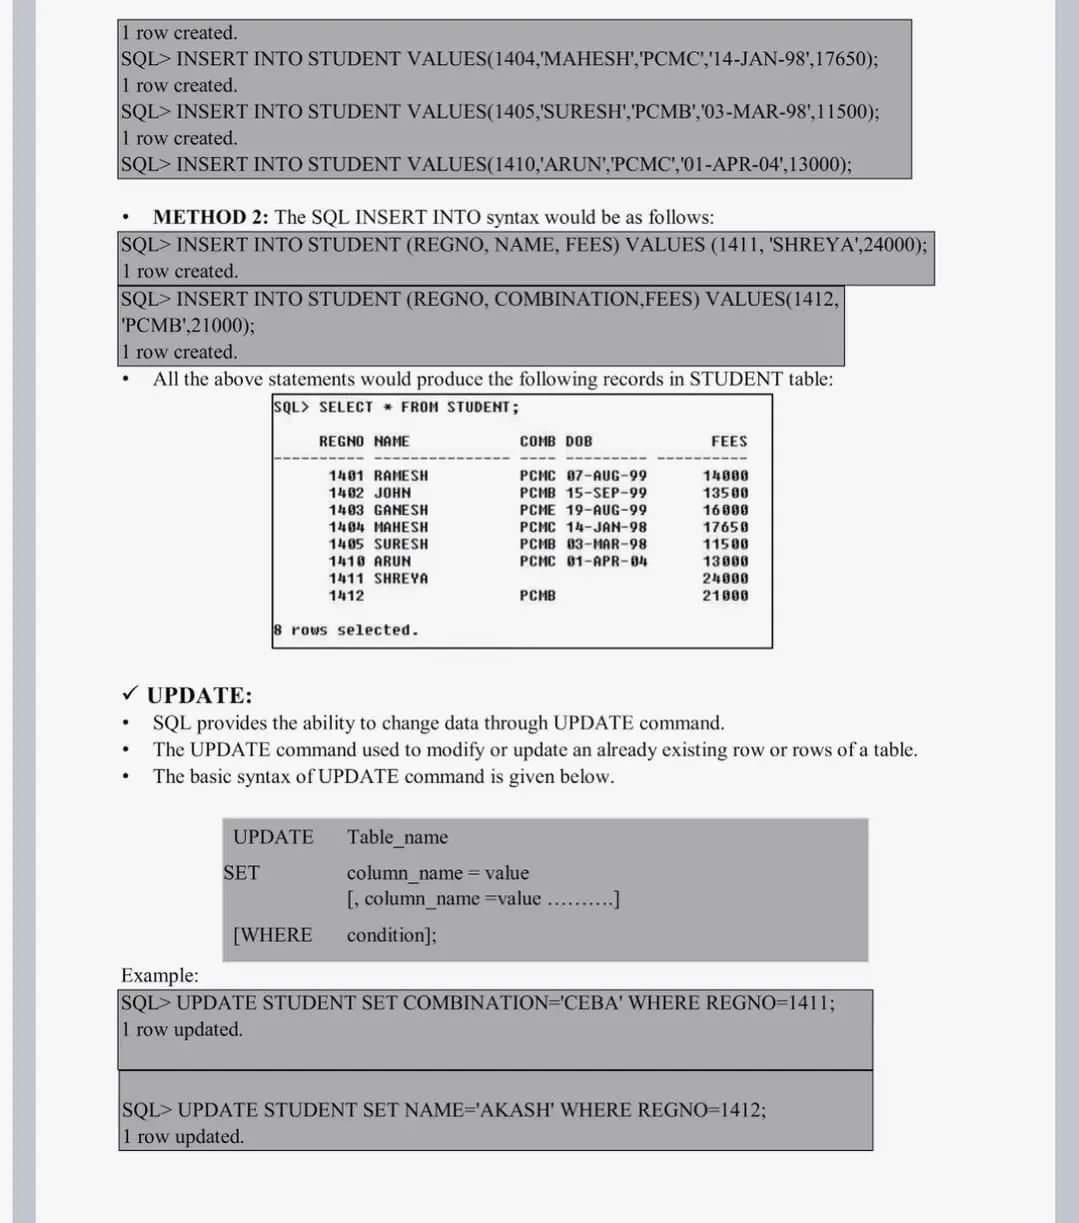 1 row created.
SQL> INSERT INTO STUDENT VALUES(1404,'MAHESH','PCMC','14-JAN-98',17650);
1 row created.
SQL> INSERT INTO STUDENT VALUES(1405,'SURESH','PCMB','03-MAR-98',11500);
1 row created.
SQL> INSERT INTO STUDENT VALUES(1410,'ARUN','PCMC','01-APR-04',13000);
• METHOD 2: The SQL INSERT INTO syntax would be as follows:
SQL> INSERT INTO STUDENT (REGNO, NAME, FEES) VALUES (1411, 'SHREYA',24000);
1 row created.
SQL> INSERT INTO STUDENT (REGNO, COMBINATION,FEES) VALUES(1412,
'PCMB',21000);
1 row created.
• All the above statements would produce the following records in STUDENT table:
SQL> SELECT * FROM STUDENT;
REGNO NAME COMB DOB FEES
---------- --------------- ---- --------- ----------
1401 RAMESH PCMC 07-AUG-99 14000
1402 JOHN PCMB 15-SEP-99 13500
1403 GANESH PCME 19-AUG-99 16000
1404 MAHESH PCMC 14-JAN-98 17650
1405 SURESH PCMB 03-MAR-98 11500
1410 ARUN PCMC 01-APR-04 13000
1411 SHREYA 24000
1412 PCMB 21000
8 rows selected.
✓ UPDATE:
• SQL provides the ability to change data through UPDATE command.
• The UPDATE command used to modify or update an already existing row or rows of a table.
• The basic syntax of UPDATE command is given below.
UPDATE Table_name
SET column_name = value
[, column_name =value ……….]
[WHERE condition];
Example:
SQL> UPDATE STUDENT SET COMBINATION='CEBA' WHERE REGNO=1411;
1 row updated.
SQL> UPDATE STUDENT SET NAME='AKASH' WHERE REGNO=1412;
1 row updated.